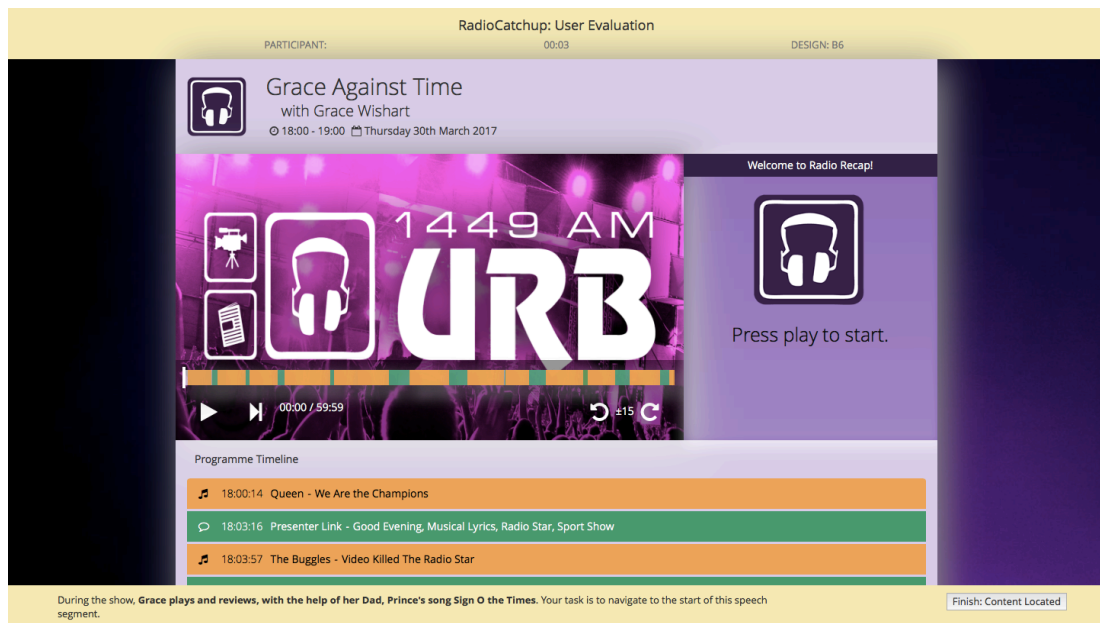 RadioCatchup: User Evaluation
PARTICIPANT: 00:03 DESIGN: B6
Grace Against Time
with Grace Wishart
18:00 - 19:00 Thursday 30th March 2017
1449 AM
URB
Welcome to Radio Recap!
Press play to start.
00:00 / 59:59 ±15
Programme Timeline
18:00:14 Queen - We Are the Champions
18:03:16 Presenter Link - Good Evening, Musical Lyrics, Radio Star, Sport Show
18:03:57 The Buggles - Video Killed The Radio Star
During the show, Grace plays and reviews, with the help of her Dad, Prince's song Sign O the Times. Your task is to navigate to the start of this speech
segment.
Finish: Content Located